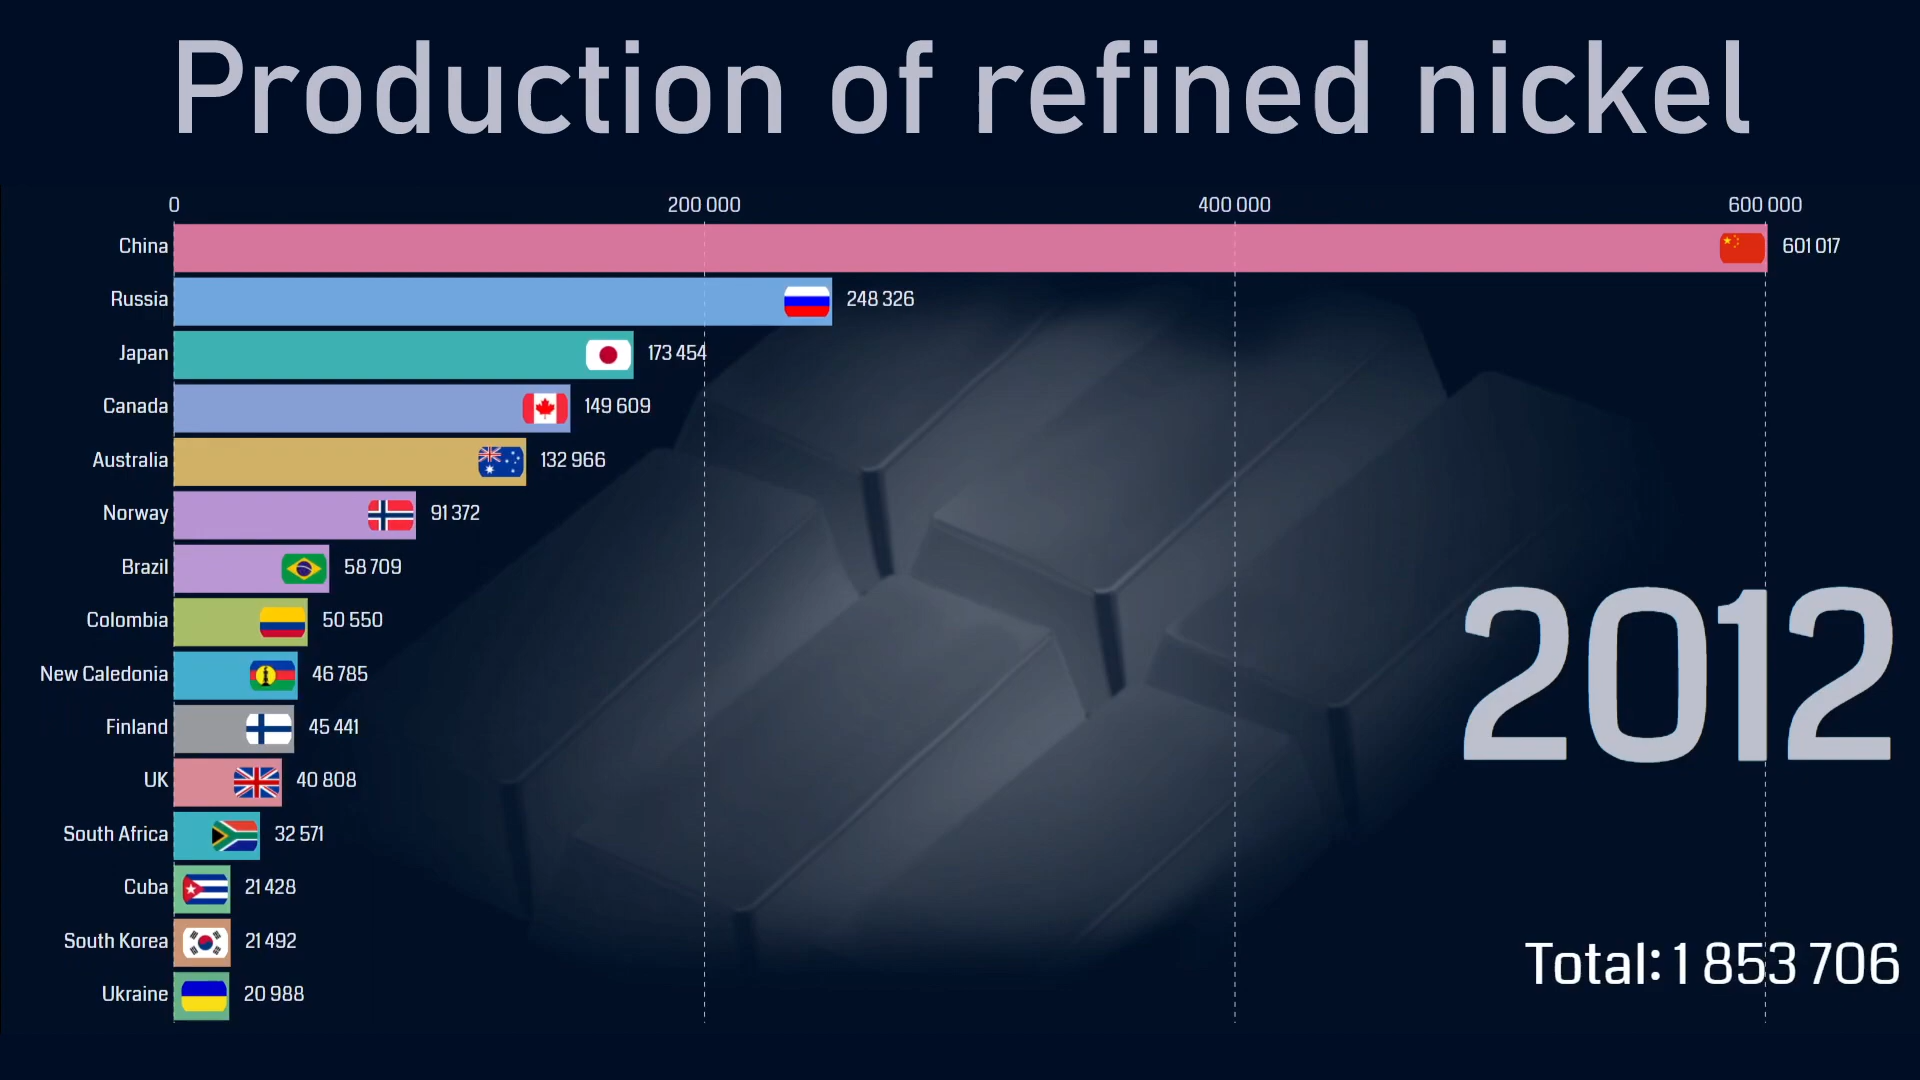 Production of refined nickel
0 200 000 400 000 600 000
China 601 017
Russia 248 326
Japan 173 454
Canada 149 609
Australia 132 966
Norway 91 372
Brazil 58 709
Colombia 50 550
New Caledonia 46 785
Finland 45 441
UK 40 808
2012
South Africa 32 571
Cuba 21 428
South Korea 21 492
Total: 1 853 706
Ukraine 20 988